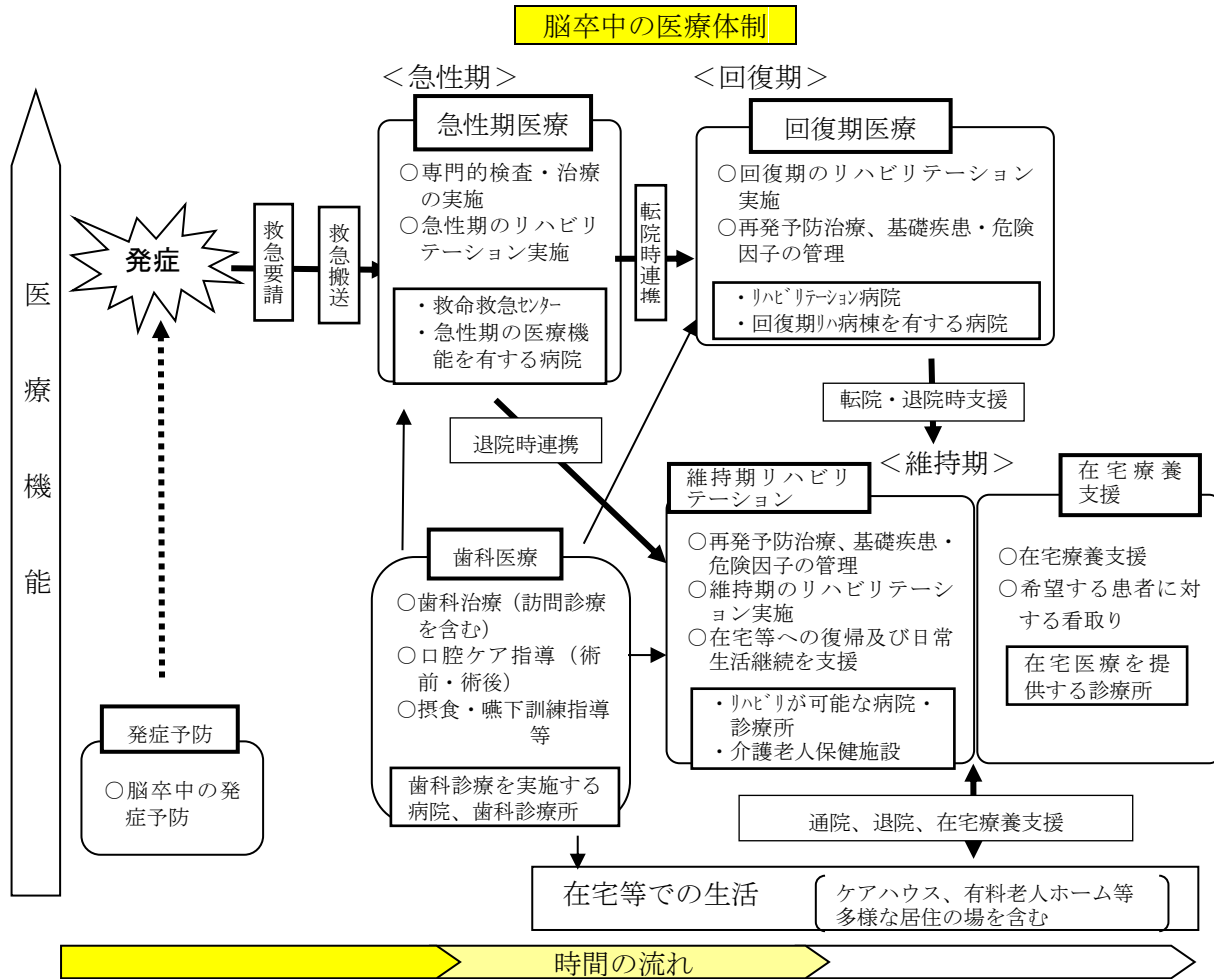 脳卒中の医療体制
＜急性期＞
＜回復期＞
急性期医療
○専門的検査・治療
の実施
○急性期のリハビリ
テーション実施
・救命救急ｾﾝﾀｰ
・急性期の医療機
能を有する病院
回復期医療
○回復期のリハビリテーション
実施
○再発予防治療、基礎疾患・危険
因子の管理
・ﾘﾊﾋﾞﾘﾃｰｼｮﾝ病院
・回復期ﾘﾊ病棟を有する病院
発症
救急要請
救急搬送
転院時連携
医療機能
転院・退院時支援
退院時連携
＜維持期＞
維持期リハビリ
テーション
○再発予防治療、基礎疾患・
危険因子の管理
○維持期のリハビリテーシ
ョン実施
○在宅等への復帰及び日常
生活継続を支援
・ﾘﾊﾋﾞﾘが可能な病院・
診療所
・介護老人保健施設
在宅療養
支援
○在宅療養支援
○希望する患者に対
する看取り
在宅医療を提
供する診療所
歯科医療
○歯科治療（訪問診療
を含む）
○口腔ケア指導（術
前・術後）
○摂食・嚥下訓練指導
等
歯科診療を実施する
病院、歯科診療所
発症予防
○脳卒中の発
症予防
通院、退院、在宅療養支援
在宅等での生活
ケアハウス、有料老人ホーム等
多様な居住の場を含む
時間の流れ